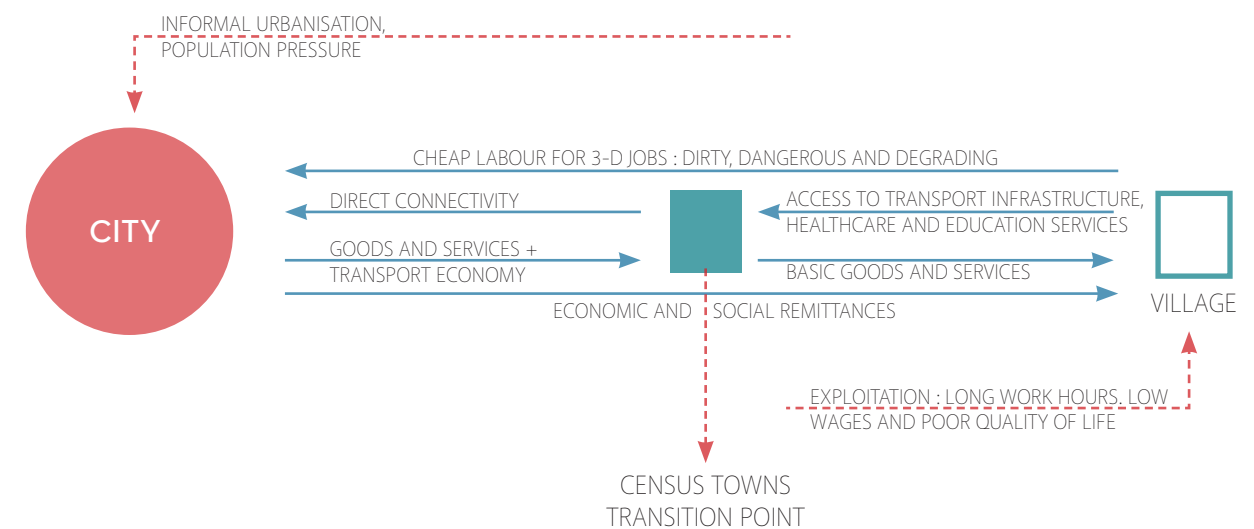 INFORMAL URBANISATION,
POPULATION PRESSURE
CHEAP LABOUR FOR 3-D JOBS : DIRTY, DANGEROUS AND DEGRADING
DIRECT CONNECTIVITY
ACCESS TO TRANSPORT INFRASTRUCTURE,
HEALTHCARE AND EDUCATION SERVICES
CITY
GOODS AND SERVICES +
TRANSPORT ECONOMY
BASIC GOODS AND SERVICES
ECONOMIC AND SOCIAL REMITTANCES
VILLAGE
EXPLOITATION : LONG WORK HOURS. LOW
WAGES AND POOR QUALITY OF LIFE
CENSUS TOWNS
TRANSITION POINT